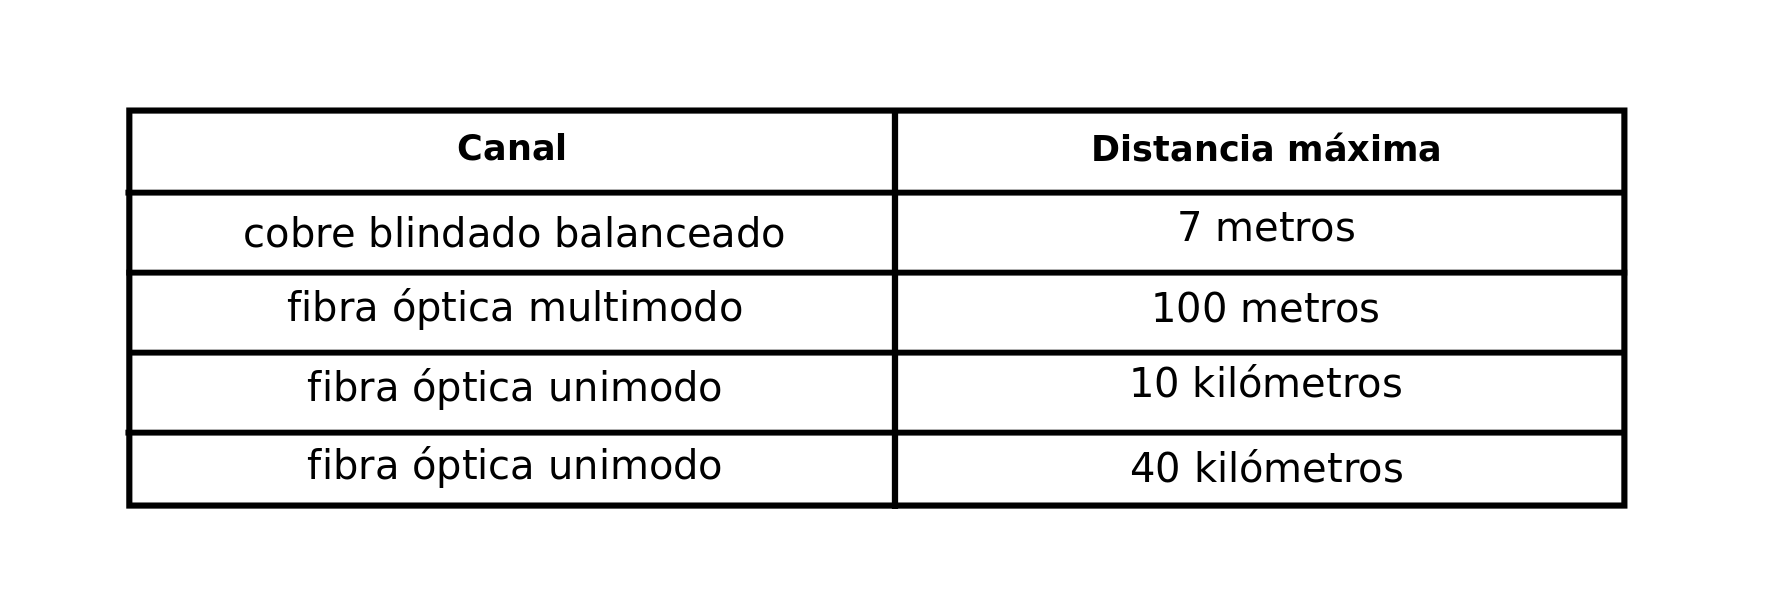 Canal Distancia máxima
cobre blindado balanceado 7 metros
fibra óptica multimodo 100 metros
fibra óptica unimodo 10 kilómetros
fibra óptica unimodo 40 kilómetros